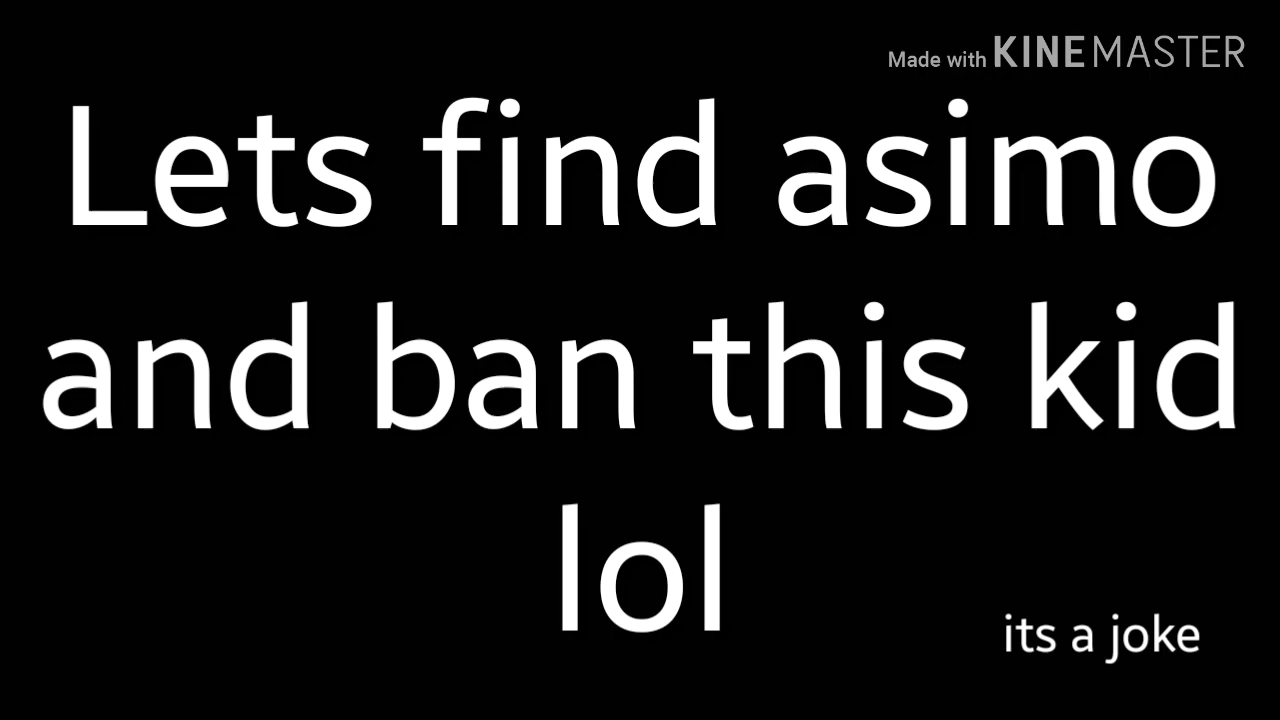 Made with KINEMASTER
Lets find asimo
and ban this kid
lol
its a joke